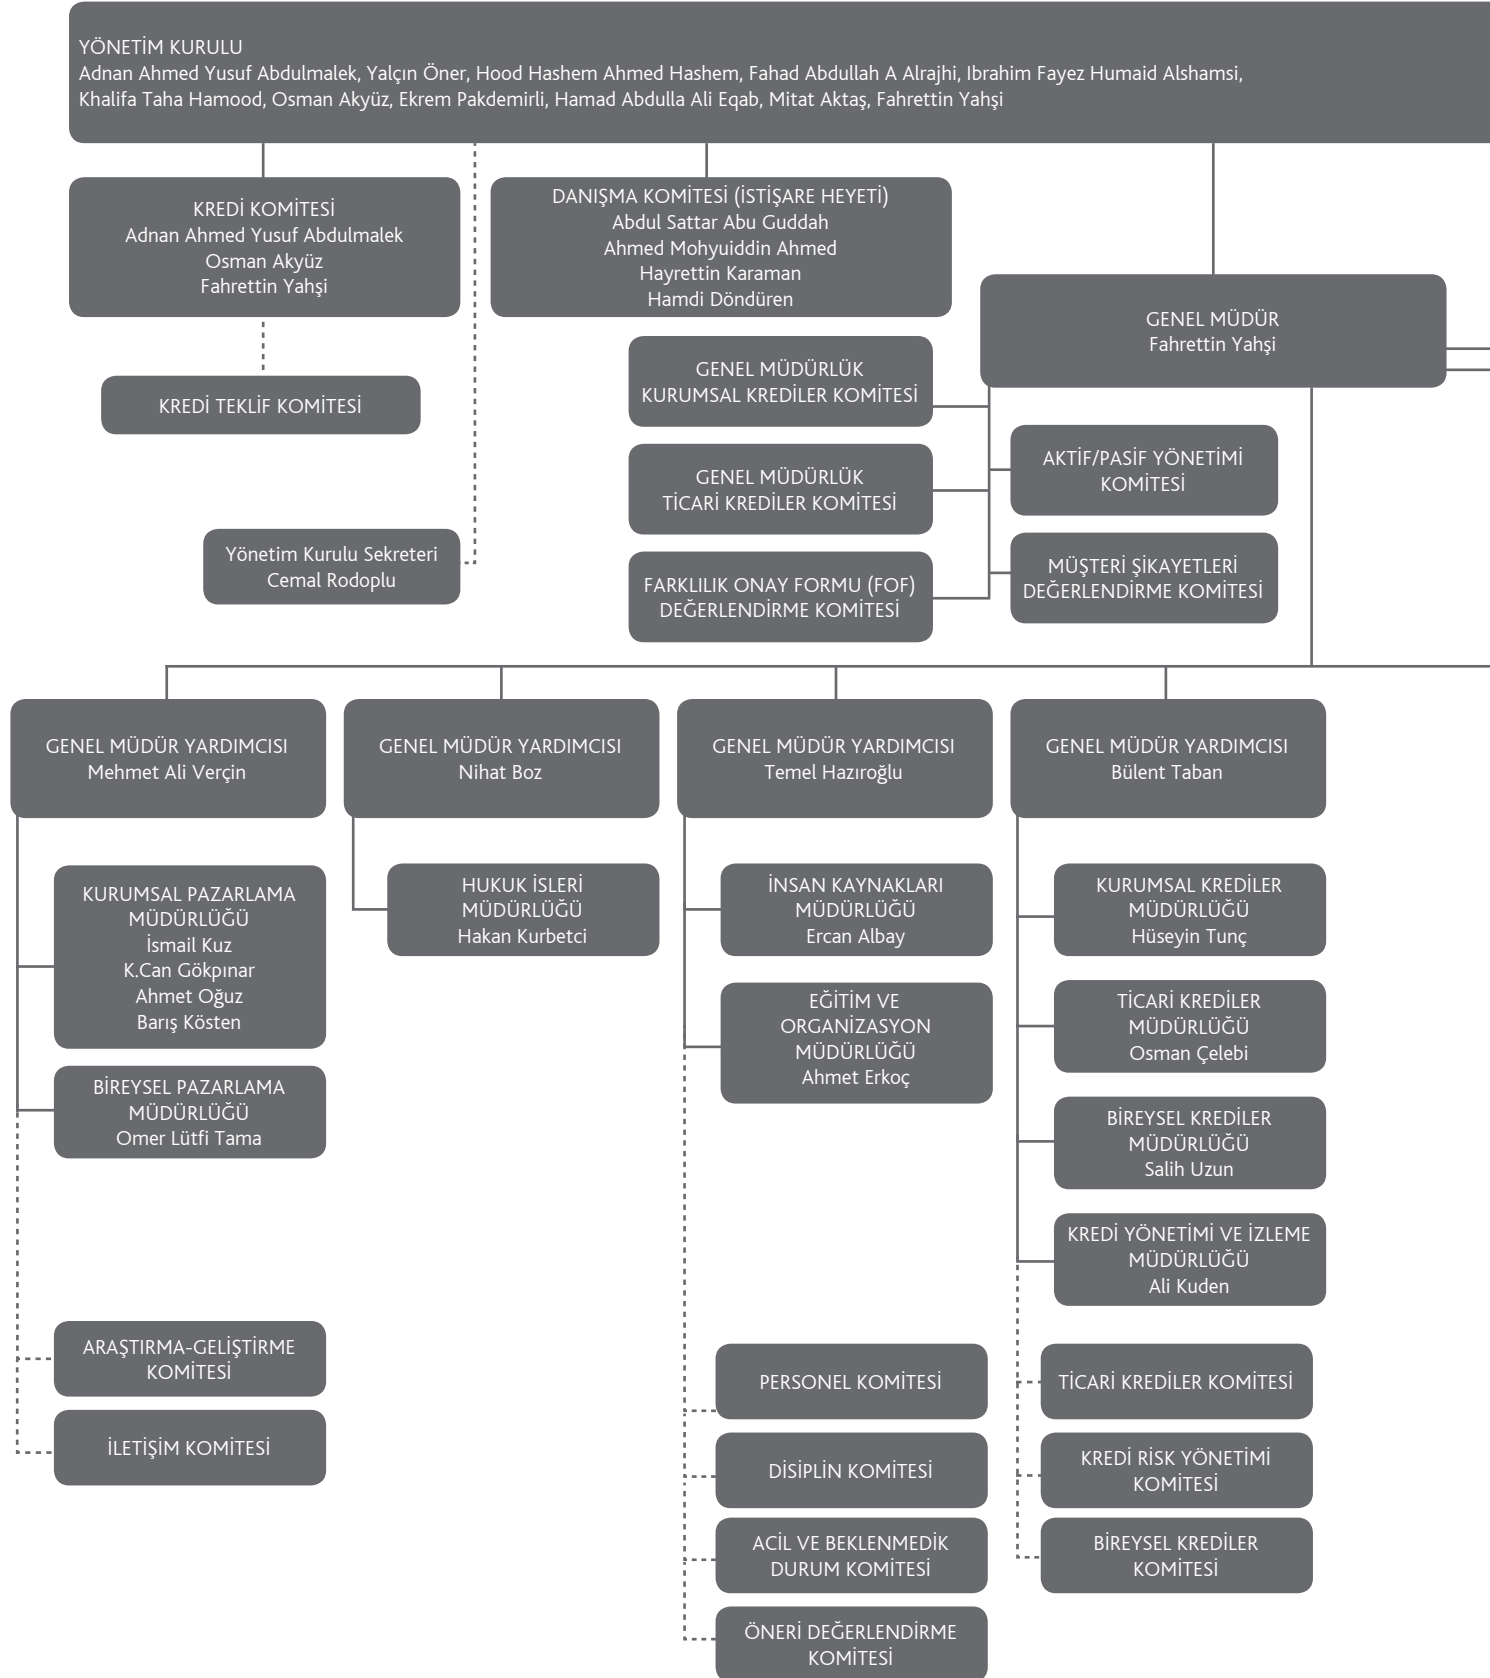 YÖNETİM KURULU
Adnan Ahmed Yusuf Abdulmalek, Yalçın Öner, Hood Hashem Ahmed Hashem, Fahad Abdullah A Alrajhi, Ibrahim Fayez Humaid Alshamsi,
Khalifa Taha Hamood, Osman Akyüz, Ekrem Pakdemirli, Hamad Abdulla Ali Eqab, Mitat Aktaş, Fahrettin Yahşi
KREDİ KOMİTESİ
Adnan Ahmed Yusuf Abdulmalek
Osman Akyüz
Fahrettin Yahşi
DANIŞMA KOMİTESİ (İSTİŞARE HEYETİ)
Abdul Sattar Abu Guddah
Ahmed Mohyuiddin Ahmed
Hayrettin Karaman
Hamdi Döndüren
GENEL MÜDÜR
Fahrettin Yahşi
KREDİ TEKLİF KOMİTESİ
GENEL MÜDÜRLÜK
KURUMSAL KREDİLER KOMİTESİ
GENEL MÜDÜRLÜK
TİCARİ KREDİLER KOMİTESİ
FARKLILIK ONAY FORMU (FOF)
DEĞERLENDİRME KOMİTESİ
AKTİF/PASİF YÖNETİMİ
KOMİTESİ
MÜŞTERİ ŞİKAYETLERİ
DEĞERLENDİRME KOMİTESİ
Yönetim Kurulu Sekreteri
Cemal Rodoplu
GENEL MÜDÜR YARDIMCISI
Mehmet Ali Verçin
KURUMSAL PAZARLAMA
MÜDÜRLÜĞÜ
İsmail Kuz
K.Can Gökpınar
Ahmet Oğuz
Barış Kösten
BİREYSEL PAZARLAMA
MÜDÜRLÜĞÜ
Omer Lütfi Tama
ARAŞTIRMA-GELİŞTİRME
KOMİTESİ
İLETİŞİM KOMİTESİ
GENEL MÜDÜR YARDIMCISI
Nihat Boz
HUKUK İSLERİ
MÜDÜRLÜĞÜ
Hakan Kurbetci
GENEL MÜDÜR YARDIMCISI
Temel Hazıroğlu
İNSAN KAYNAKLARI
MÜDÜRLÜĞÜ
Ercan Albay
EĞİTİM VE
ORGANİZASYON
MÜDÜRLÜĞÜ
Ahmet Erkoç
PERSONEL KOMİTESİ
DİSİPLİN KOMİTESİ
ACİL VE BEKLENMEDİK
DURUM KOMİTESİ
ÖNERİ DEĞERLENDİRME
KOMİTESİ
GENEL MÜDÜR YARDIMCISI
Bülent Taban
KURUMSAL KREDİLER
MÜDÜRLÜĞÜ
Hüseyin Tunç
TİCARİ KREDİLER
MÜDÜRLÜĞÜ
Osman Çelebi
BİREYSEL KREDİLER
MÜDÜRLÜĞÜ
Salih Uzun
KREDİ YÖNETİMİ VE İZLEME
MÜDÜRLÜĞÜ
Ali Kuden
TİCARİ KREDİLER KOMİTESİ
KREDİ RİSK YÖNETİMİ
KOMİTESİ
BİREYSEL KREDİLER
KOMİTESİ